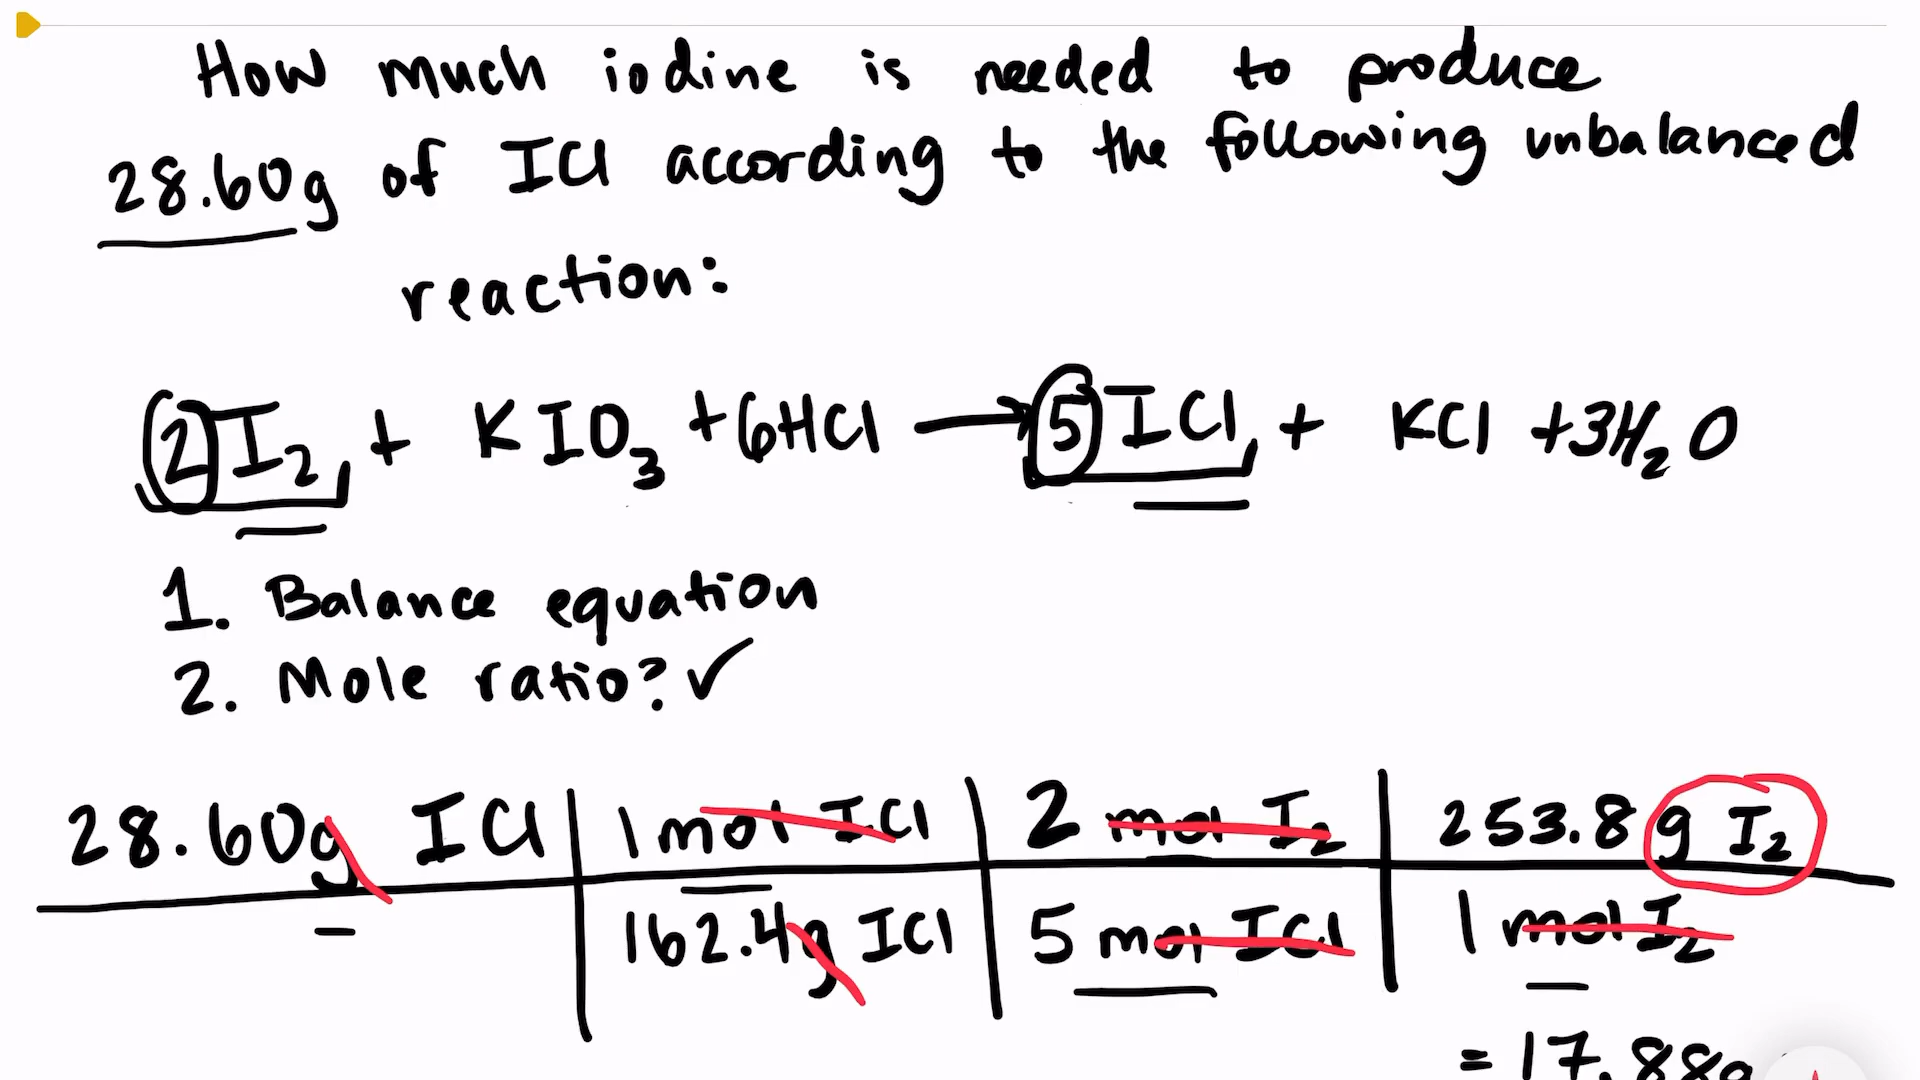 How much iodine is needed to produce
28.60g of ICl according to the following unbalanced
reaction:
2 I₂ + KIO₃ + 6HCl → 5 ICl + KCl + 3H₂O
1. Balance equation
2. Mole ratio? ✓
28.60g ICl | 1 mol ICl | 2 mol I₂ | 253.8 g I₂
162.4g ICl | 5 mol ICl | 1 mol I₂
= 17.88g